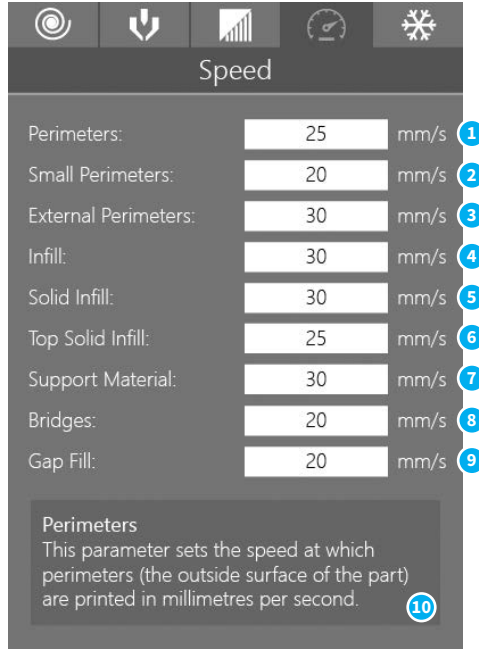 Speed
Perimeters: 25 mm/s 1
Small Perimeters: 20 mm/s 2
External Perimeters: 30 mm/s 3
Infill: 30 mm/s 4
Solid Infill: 30 mm/s 5
Top Solid Infill: 25 mm/s 6
Support Material: 30 mm/s 7
Bridges: 20 mm/s 8
Gap Fill: 20 mm/s 9
Perimeters
This parameter sets the speed at which
perimeters (the outside surface of the part)
are printed in millimetres per second. 10